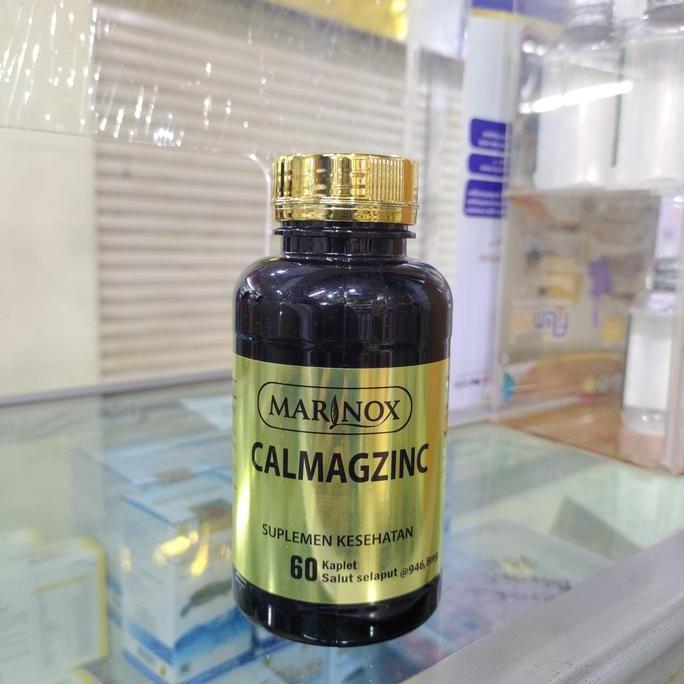 MARINOX
CALMAGZINC
SUPLEMEN KESEHATAN
60 Kaplet
Salut selaput @946,8mg